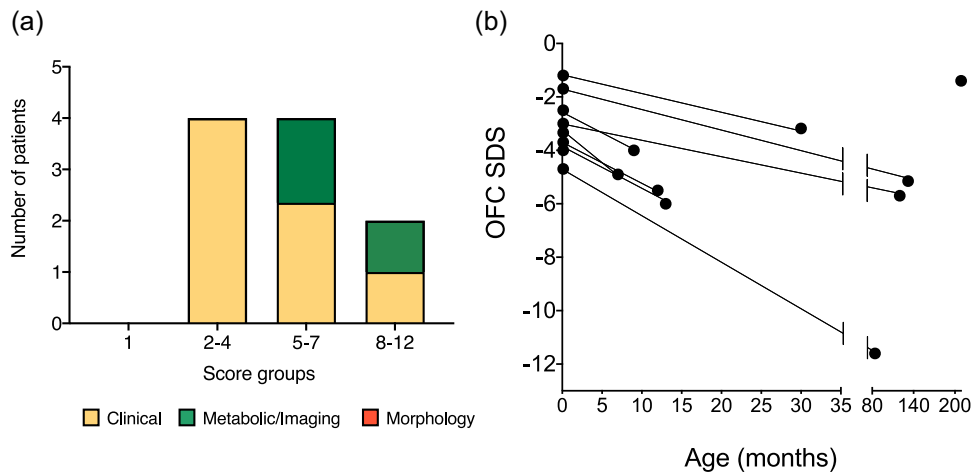 (a)
Number of patients
5
4
3
2
1
0
1 2-4 5-7 8-12
Score groups
Clinical Metabolic/Imaging Morphology
(b)
OFC SDS
-0
-2
-4
-6
-8
-10
-12
0 5 10 15 20 25 30 35 80 140 200
Age (months)